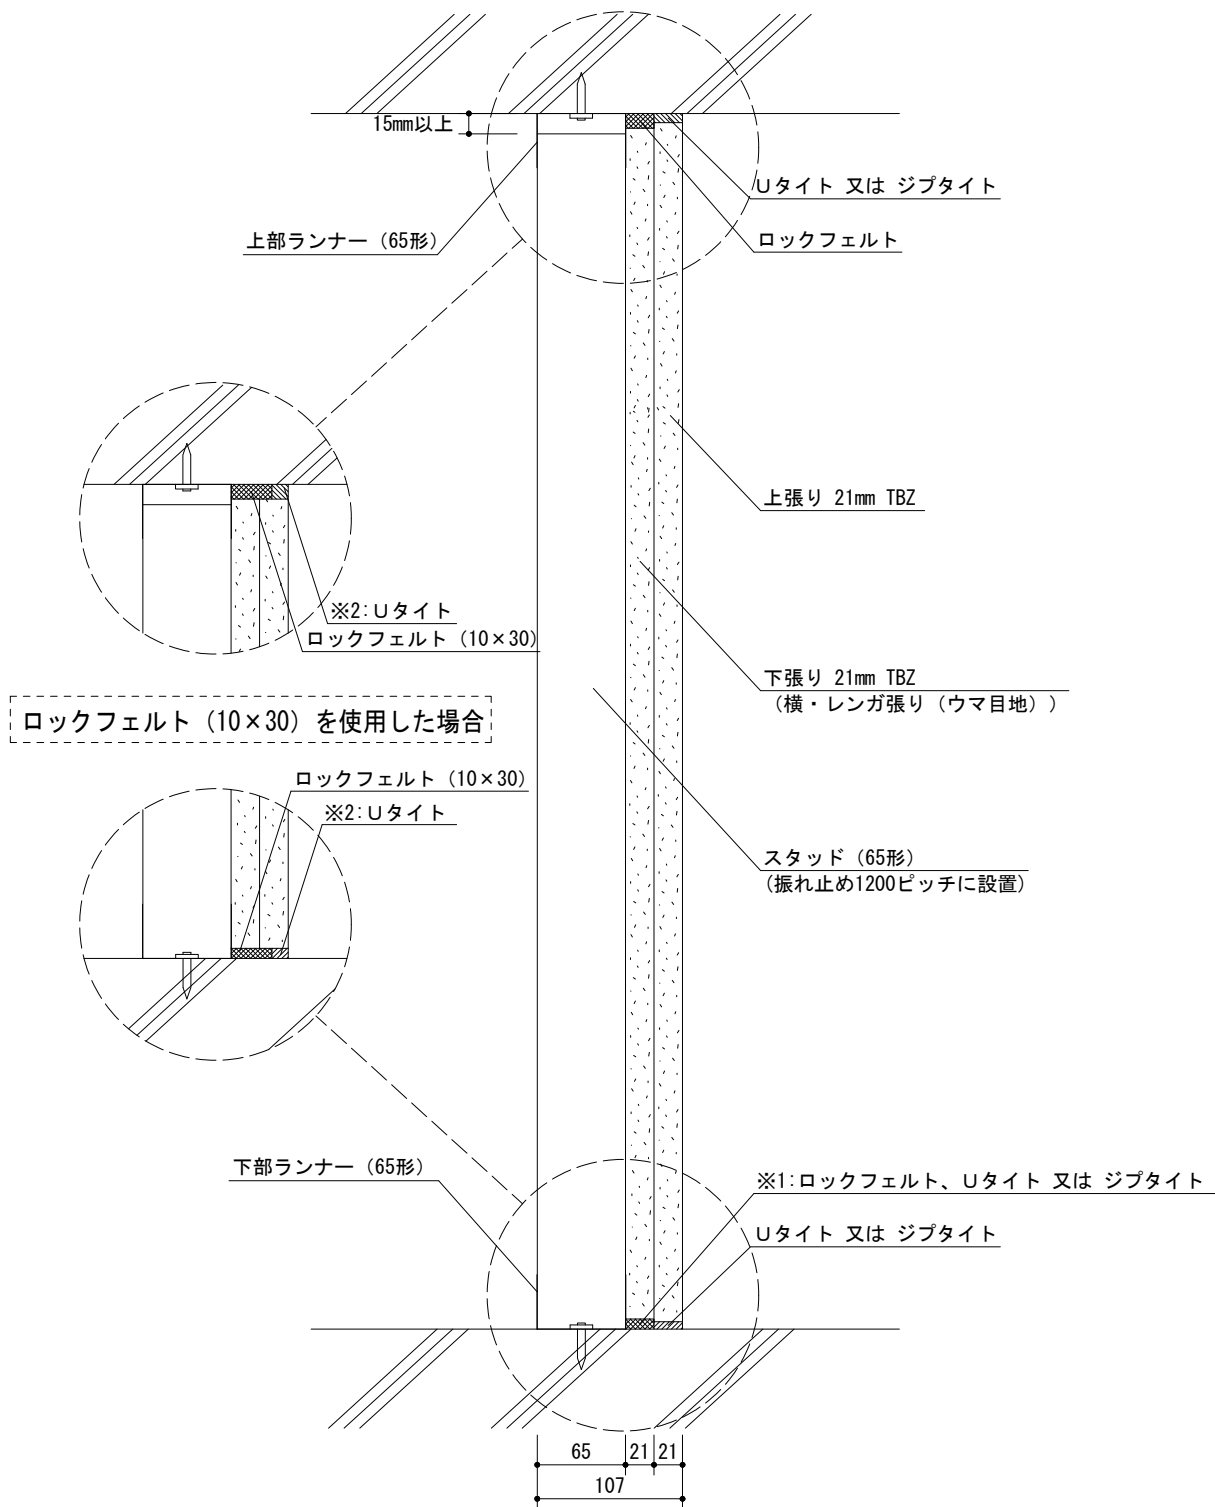 15mm以上
Uタイト 又は ジプタイト
上部ランナー（65形）
ロックフェルト
上張り 21mm TBZ
※2:Uタイト
ロックフェルト（10×30）
下張り 21mm TBZ
（横・レンガ張り（ウマ目地））
ロックフェルト（10×30）を使用した場合
ロックフェルト（10×30）
※2:Uタイト
スタッド（65形）
（振れ止め1200ピッチに設置）
下部ランナー（65形）
※1:ロックフェルト、Uタイト 又は ジプタイト
Uタイト 又は ジプタイト
65 21 21
107